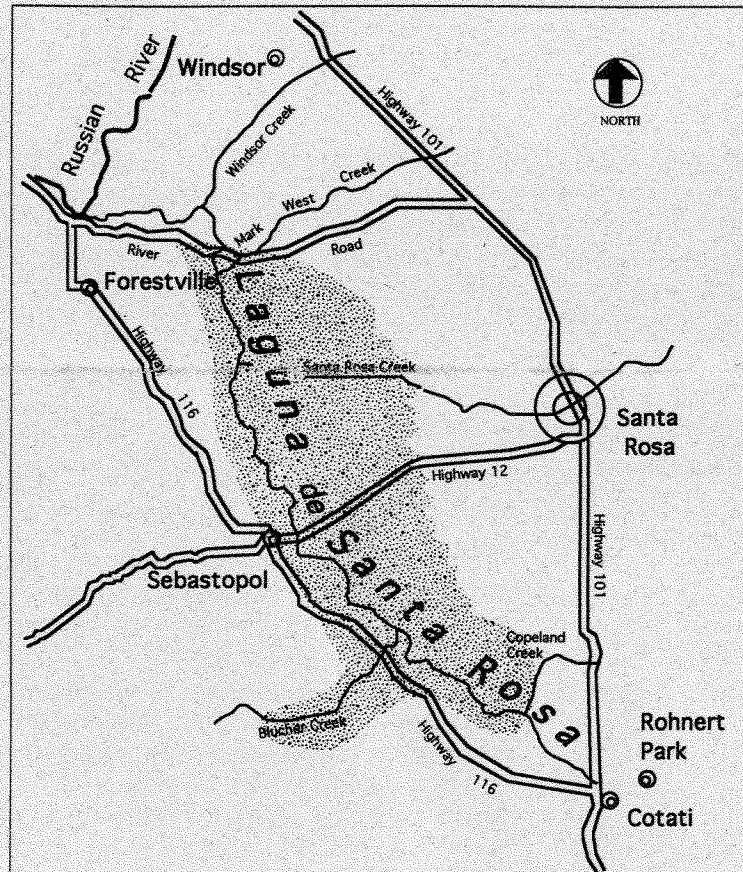 Windsor
Russian River
NORTH
Highway 101
Windsor Creek
Mark West Creek
River Road
Forestville
Laguna de Santa Rosa
Highway 116
Santa Rosa Creek
Santa
Rosa
Highway 12
Highway 101
Sebastopol
Copeland
Creek
Blucher Creek
Highway 116
Rohnert
Park
Cotati